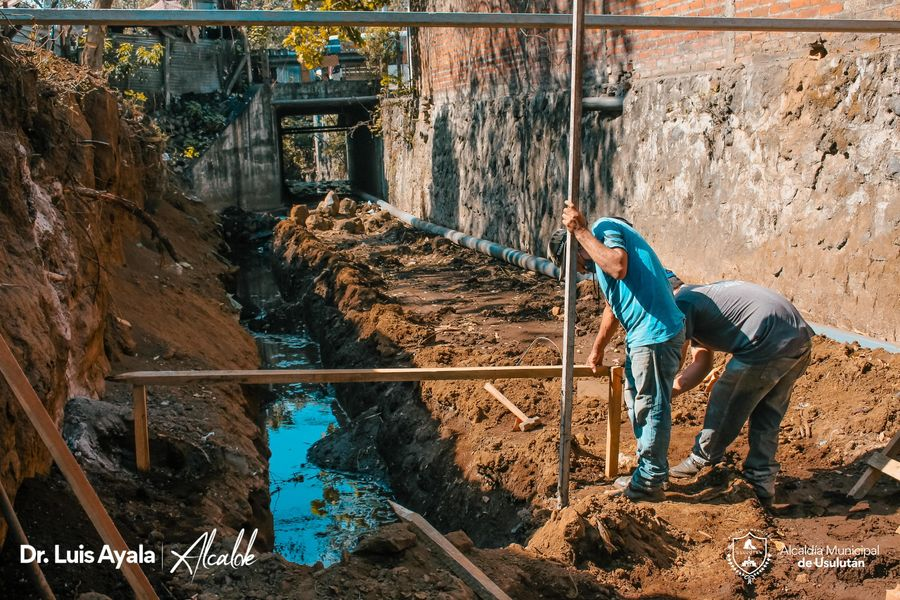 Dr. Luis Ayala | Alcalde
Alcaldía Municipal
de Usulután